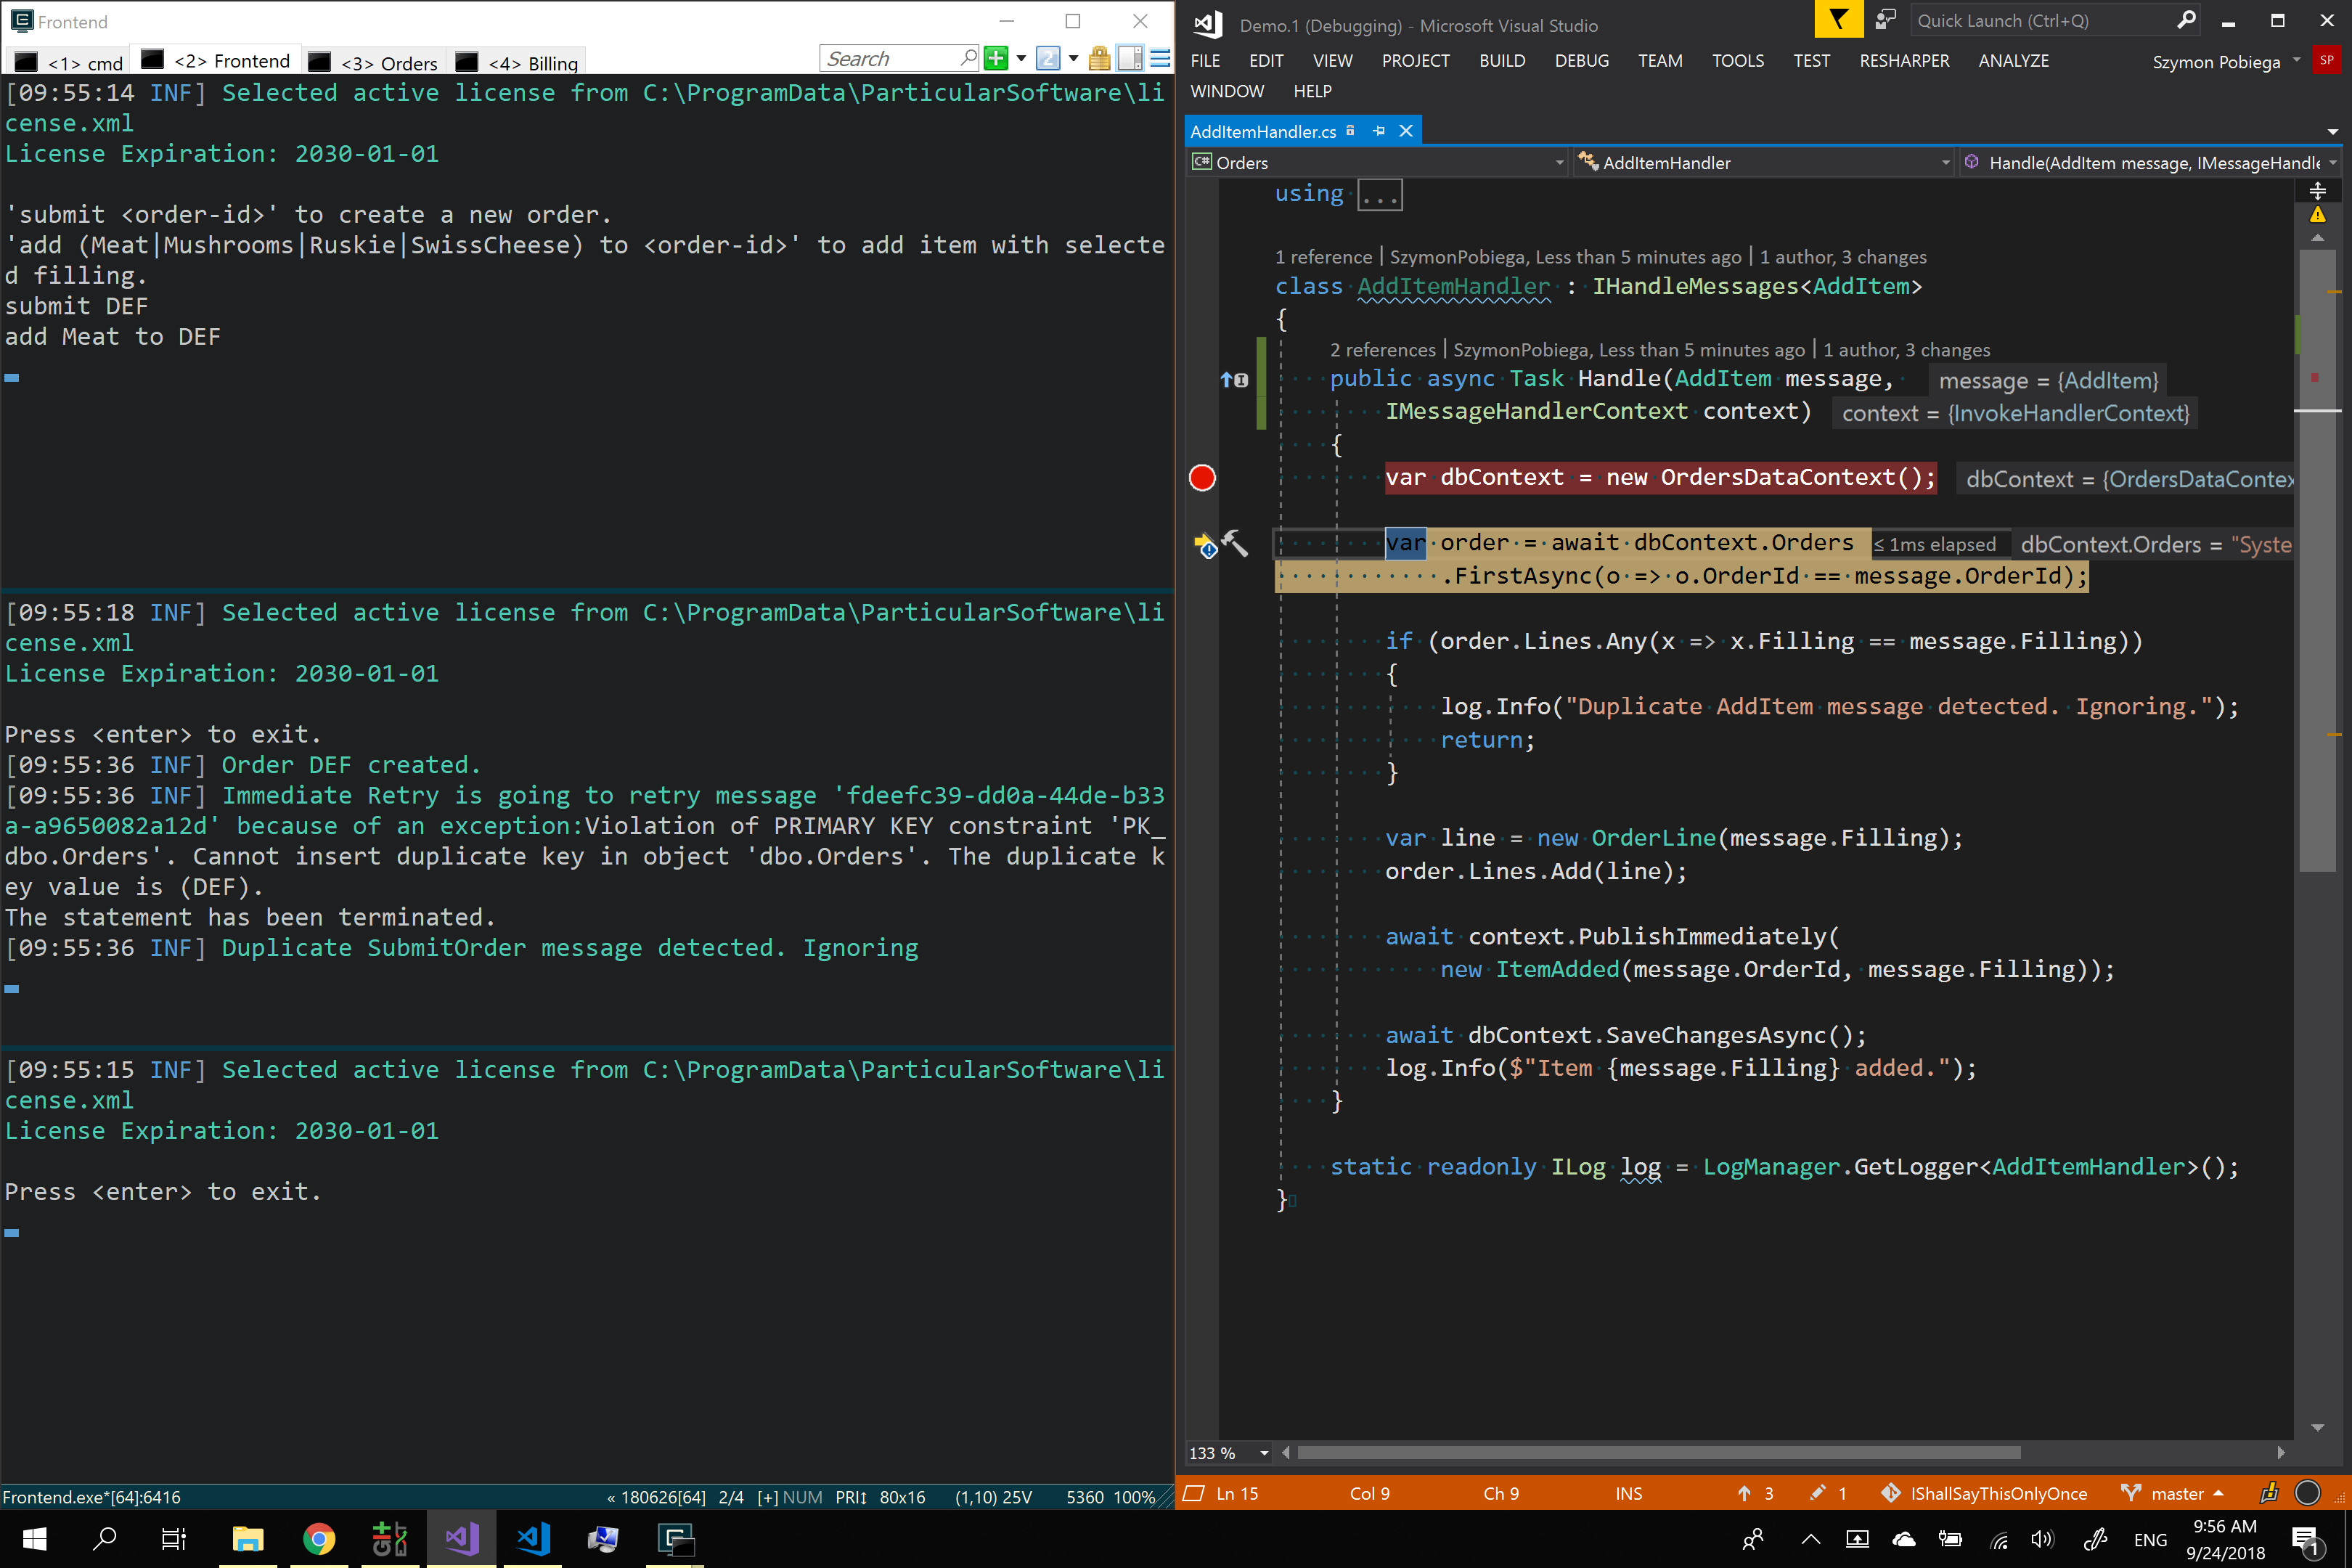 Frontend
<1> cmd
<2> Frontend
<3> Orders
<4> Billing
Search
[09:55:14 INF] Selected active license from C:\ProgramData\ParticularSoftware\li
cense.xml
License Expiration: 2030-01-01
'submit <order-id>' to create a new order.
'add (Meat|Mushrooms|Ruskie|SwissCheese) to <order-id>' to add item with selecte
d filling.
submit DEF
add Meat to DEF
[09:55:18 INF] Selected active license from C:\ProgramData\ParticularSoftware\li
cense.xml
License Expiration: 2030-01-01
Press <enter> to exit.
[09:55:36 INF] Order DEF created.
[09:55:36 INF] Immediate Retry is going to retry message 'fdeefc39-dd0a-44de-b33
a-a9650082a12d' because of an exception:Violation of PRIMARY KEY constraint 'PK_
dbo.Orders'. Cannot insert duplicate key in object 'dbo.Orders'. The duplicate k
ey value is (DEF).
The statement has been terminated.
[09:55:36 INF] Duplicate SubmitOrder message detected. Ignoring
[09:55:15 INF] Selected active license from C:\ProgramData\ParticularSoftware\li
cense.xml
License Expiration: 2030-01-01
Press <enter> to exit.
Frontend.exe*[64]:6416
« 180626[64] 2/4 [+] NUM PRI↕ 80x16 (1,10) 25V 5360 100%
Demo.1 (Debugging) - Microsoft Visual Studio
Quick Launch (Ctrl+Q)
FILE EDIT VIEW PROJECT BUILD DEBUG TEAM TOOLS TEST RESHARPER ANALYZE
Szymon Pobiega SP
WINDOW HELP
AddItemHandler.cs
C# Orders
AddItemHandler
Handle(AddItem message, IMessageHandle
using ...
1 reference | SzymonPobiega, Less than 5 minutes ago | 1 author, 3 changes
class AddItemHandler : IHandleMessages<AddItem>
{
2 references | SzymonPobiega, Less than 5 minutes ago | 1 author, 3 changes
public async Task Handle(AddItem message, message = {AddItem}
IMessageHandlerContext context) context = {InvokeHandlerContext}
{
var dbContext = new OrdersDataContext(); dbContext = {OrdersDataContex
var order = await dbContext.Orders ≤ 1ms elapsed dbContext.Orders = "Syste
.FirstAsync(o => o.OrderId == message.OrderId);
if (order.Lines.Any(x => x.Filling == message.Filling))
{
log.Info("Duplicate AddItem message detected. Ignoring.");
return;
}
var line = new OrderLine(message.Filling);
order.Lines.Add(line);
await context.PublishImmediately(
new ItemAdded(message.OrderId, message.Filling));
await dbContext.SaveChangesAsync();
log.Info($"Item {message.Filling} added.");
}
static readonly ILog log = LogManager.GetLogger<AddItemHandler>();
}
133 %
Ln 15 Col 9 Ch 9 INS 3 1 IShallSayThisOnlyOnce master
ENG
9:56 AM
9/24/2018
1